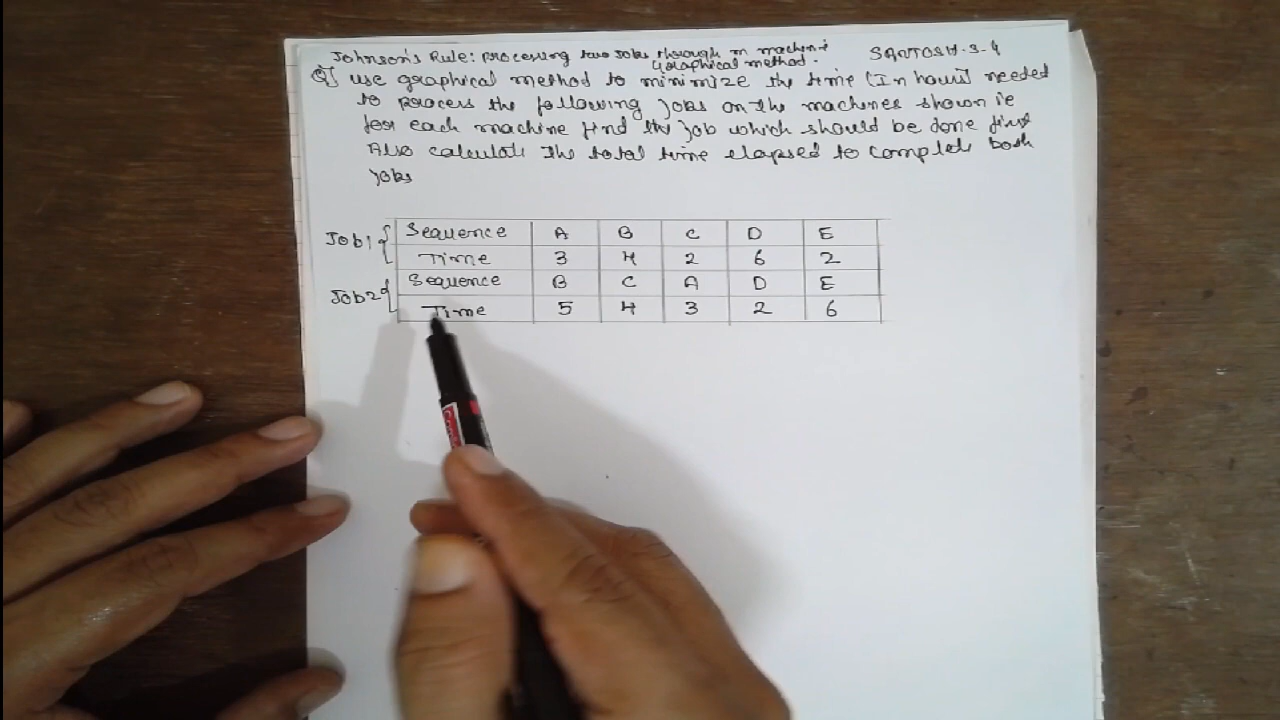 Johnson's Rule: processing two Jobs through m machine
graphical method. SANTOSH.S.G
Q) use graphical method to minimize the time (In hours) needed
to process the following jobs on the machines shown ie
for each machine find the job which should be done first
Also calculate the total time elapsed to complete both
jobs
Job1 { Sequence A B C D E
Time 3 4 2 6 2
Job2 { Sequence B C A D E
Time 5 4 3 2 6